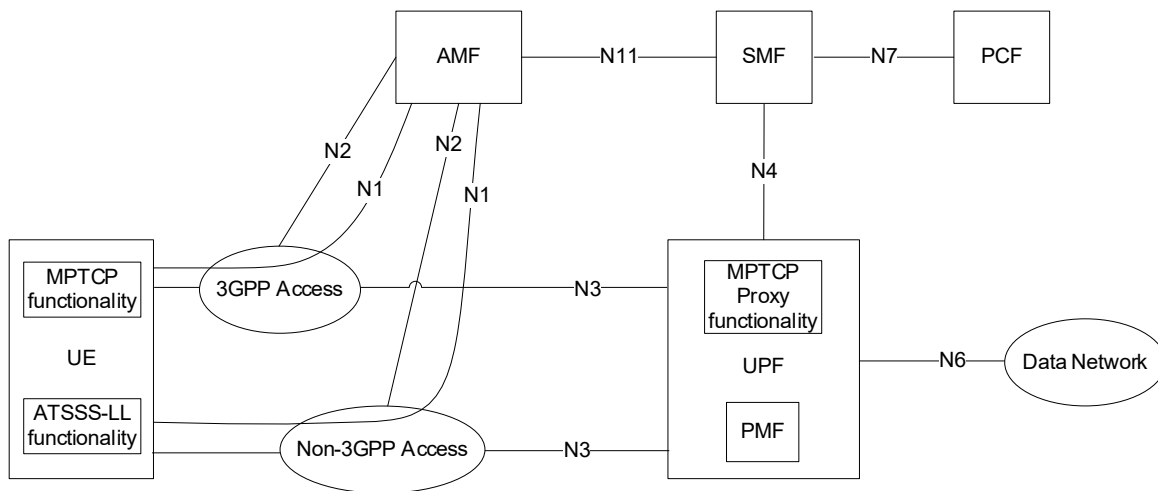 AMF
N11
SMF
N7
PCF
N2
N1
N2
N1
N4
MPTCP
functionality
3GPP Access
N3
MPTCP
Proxy
functionality
UE
UPF
N6
Data Network
ATSSS-LL
functionality
Non-3GPP Access
N3
PMF